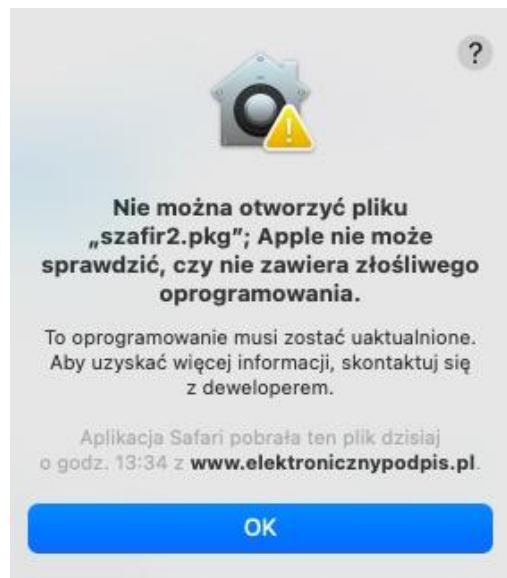 ?
Nie można otworzyć pliku
„szafir2.pkg”; Apple nie może
sprawdzić, czy nie zawiera złośliwego
oprogramowania.
To oprogramowanie musi zostać uaktualnione.
Aby uzyskać więcej informacji, skontaktuj się
z deweloperem.
Aplikacja Safari pobrała ten plik dzisiaj
o godz. 13:34 z www.elektronicznypodpis.pl.
OK